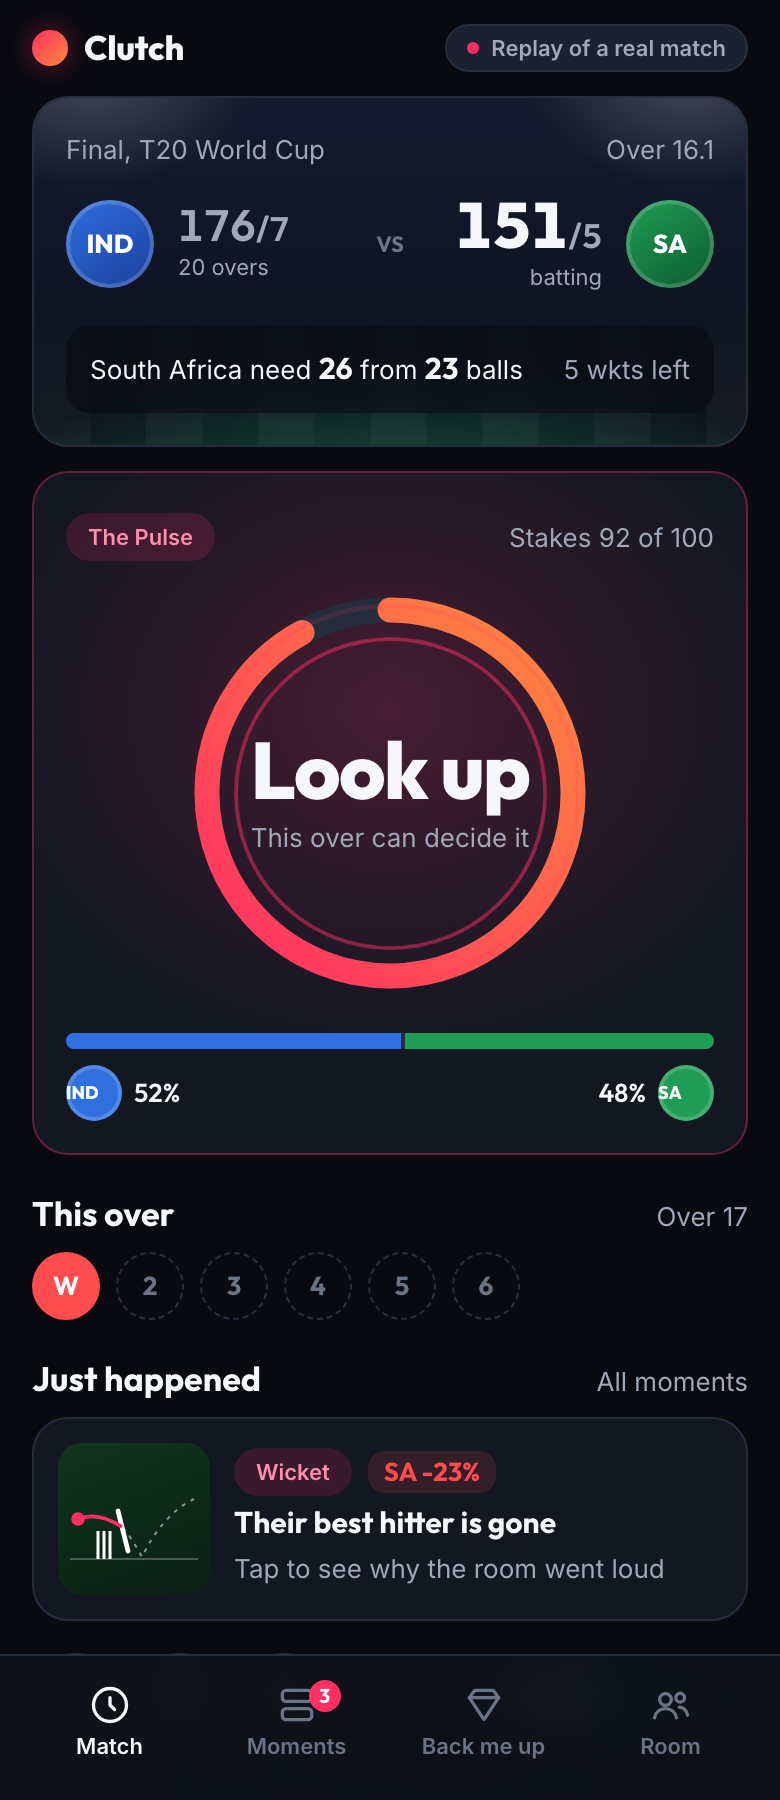 Clutch
Replay of a real match
Final, T20 World Cup
Over 16.1
IND
176/7
20 overs
VS
151/5
batting
SA
South Africa need 26 from 23 balls
5 wkts left
The Pulse
Stakes 92 of 100
Look up
This over can decide it
IND
52%
48%
SA
This over
Over 17
W 2 3 4 5 6
Just happened
All moments
Wicket
SA -23%
Their best hitter is gone
Tap to see why the room went loud
3
Match
Moments
Back me up
Room